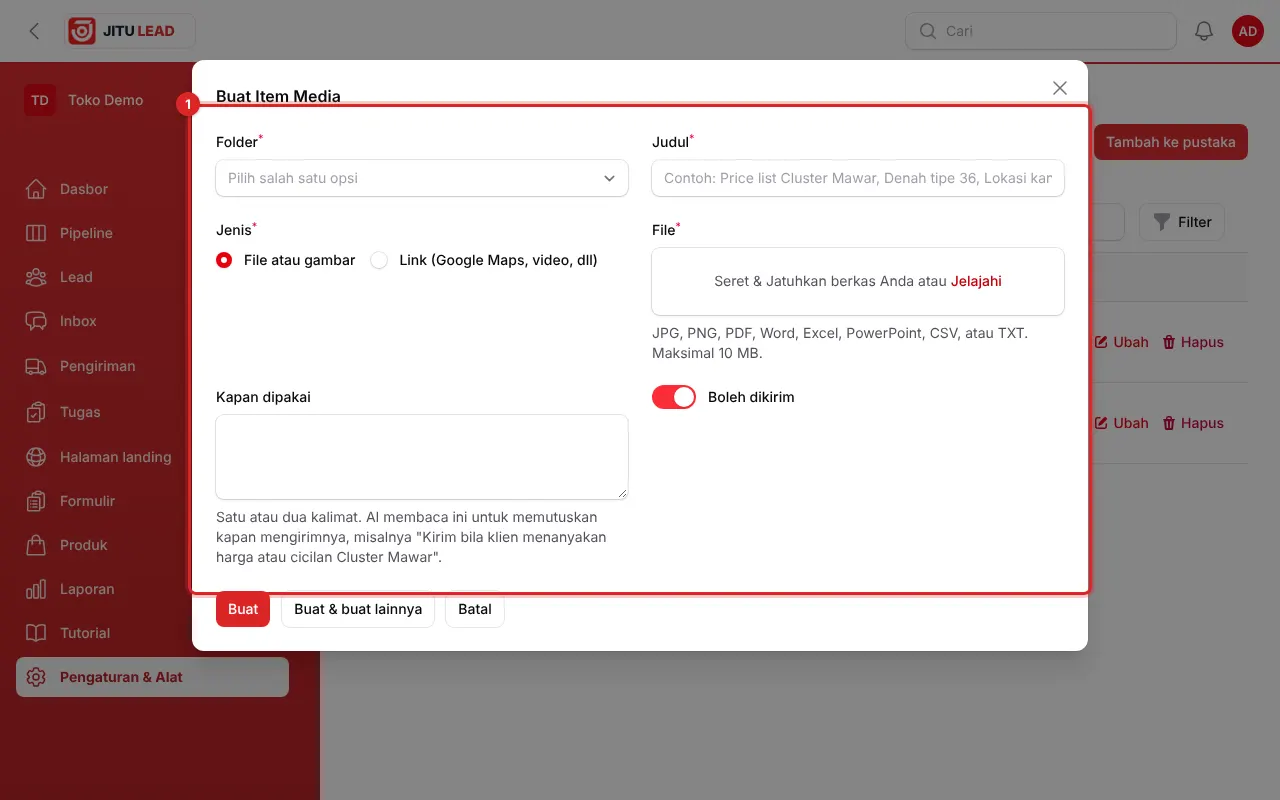 JITU LEAD
Cari
AD
TD
Toko Demo
Dasbor
Pipeline
Lead
Inbox
Pengiriman
Tugas
Halaman landing
Formulir
Produk
Laporan
Tutorial
Pengaturan & Alat
Tambah ke pustaka
Filter
Ubah
Hapus
Ubah
Hapus
1
Buat Item Media
Folder*
Pilih salah satu opsi
Judul*
Contoh: Price list Cluster Mawar, Denah tipe 36, Lokasi kan
Jenis*
File atau gambar
Link (Google Maps, video, dll)
File*
Seret & Jatuhkan berkas Anda atau Jelajahi
JPG, PNG, PDF, Word, Excel, PowerPoint, CSV, atau TXT.
Maksimal 10 MB.
Kapan dipakai
Boleh dikirim
Satu atau dua kalimat. AI membaca ini untuk memutuskan
kapan mengirimnya, misalnya "Kirim bila klien menanyakan
harga atau cicilan Cluster Mawar".
Buat
Buat & buat lainnya
Batal